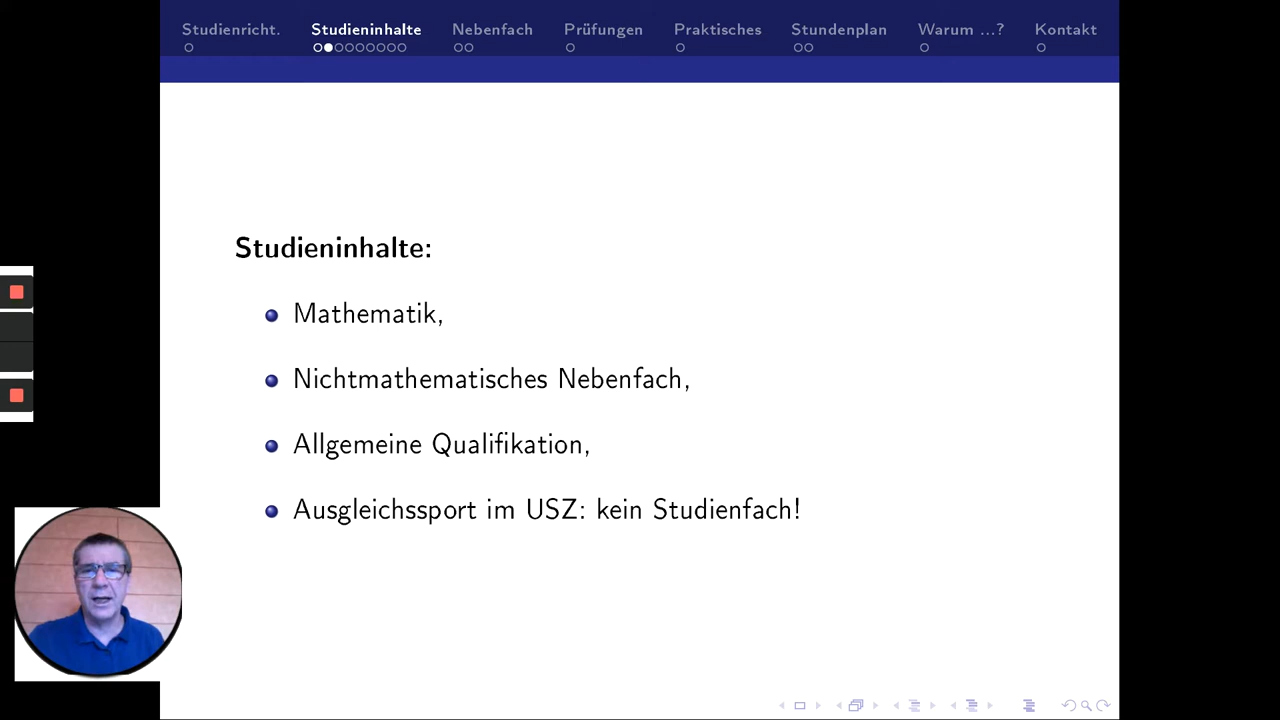 Studienricht. Studieninhalte Nebenfach Prüfungen Praktisches Stundenplan Warum ...? Kontakt
Studieninhalte:
Mathematik,
Nichtmathematisches Nebenfach,
Allgemeine Qualifikation,
Ausgleichssport im USZ: kein Studienfach!